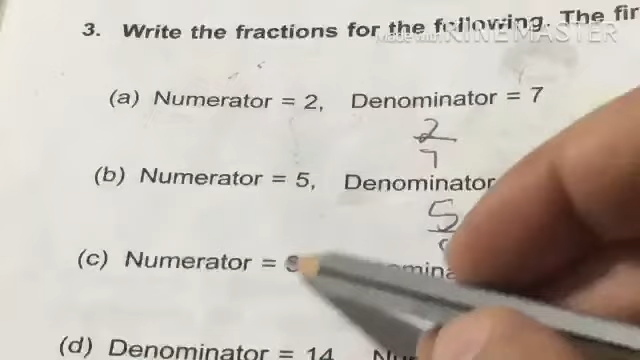 3. Write the fractions for the following. The fir
Made with KINEMASTER
(a) Numerator = 2, Denominator = 7
2
7
(b) Numerator = 5, Denominator
5
(c) Numerator =
(d) Denominator = 14